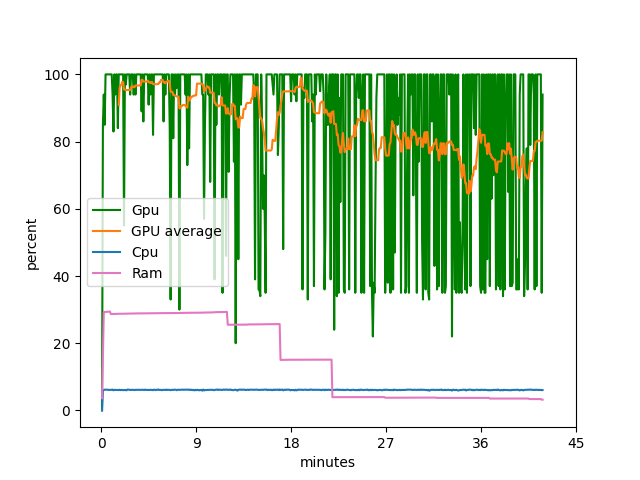 100
80
60
40
20
0
percent
Gpu
GPU average
Cpu
Ram
0 9 18 27 36 45
minutes